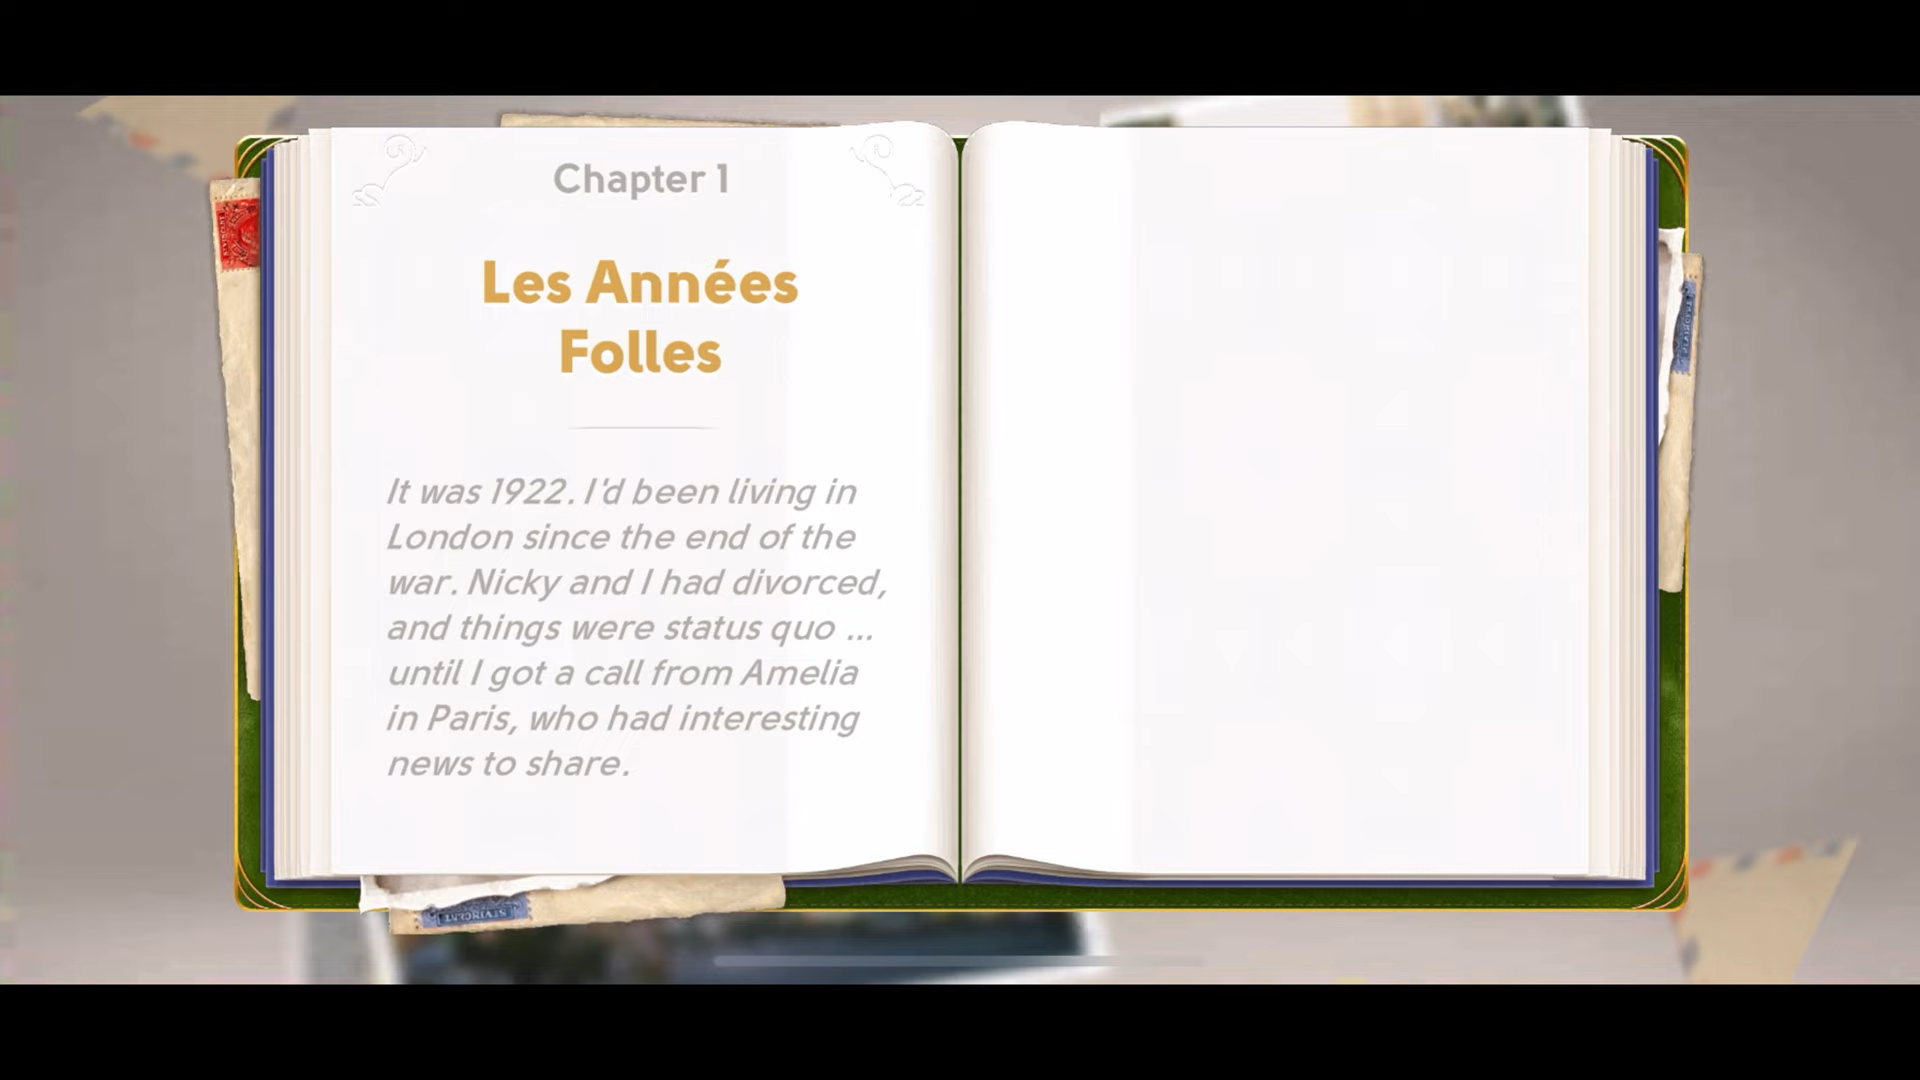 Chapter 1
Les Années
Folles
It was 1922. I'd been living in
London since the end of the
war. Nicky and I had divorced,
and things were status quo ...
until I got a call from Amelia
in Paris, who had interesting
news to share.